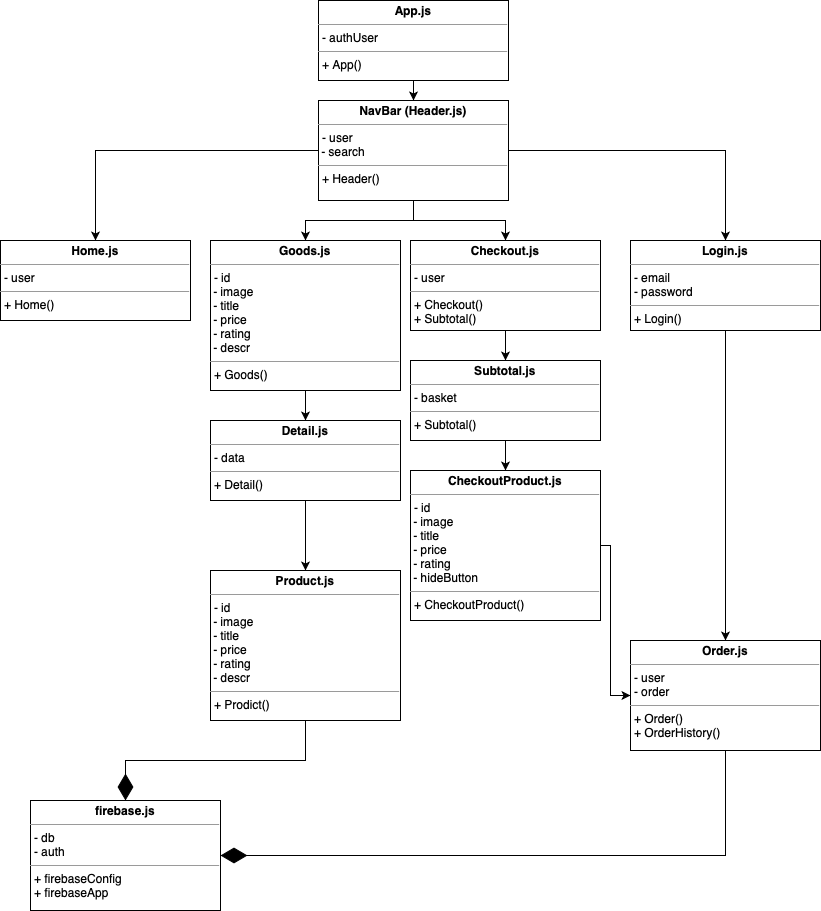 App.js
- authUser
+ App()
NavBar (Header.js)
- user
- search
+ Header()
Home.js
- user
+ Home()
Goods.js
- id
- image
- title
- price
- rating
- descr
+ Goods()
Checkout.js
- user
+ Checkout()
+ Subtotal()
Login.js
- email
- password
+ Login()
Subtotal.js
- basket
+ Subtotal()
Detail.js
- data
+ Detail()
CheckoutProduct.js
- id
- image
- title
- price
- rating
- hideButton
+ CheckoutProduct()
Product.js
- id
- image
- title
- price
- rating
- descr
+ Prodict()
Order.js
- user
- order
+ Order()
+ OrderHistory()
firebase.js
- db
- auth
+ firebaseConfig
+ firebaseApp